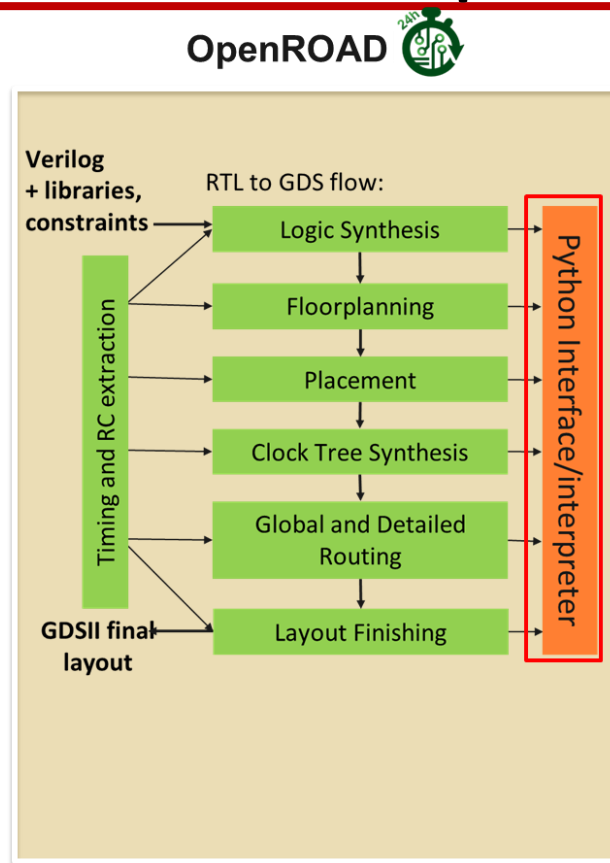 24h
OpenROAD
Verilog
+ libraries,
constraints
RTL to GDS flow:
Logic Synthesis
Floorplanning
Placement
Clock Tree Synthesis
Global and Detailed
Routing
Layout Finishing
Timing and RC extraction
GDSII final
layout
Python Interface/interpreter